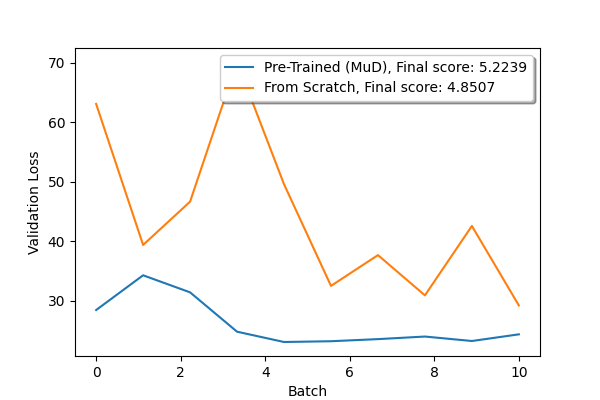 Pre-Trained (MuD), Final score: 5.2239
From Scratch, Final score: 4.8507
70
60
50
40
30
Validation Loss
0 2 4 6 8 10
Batch